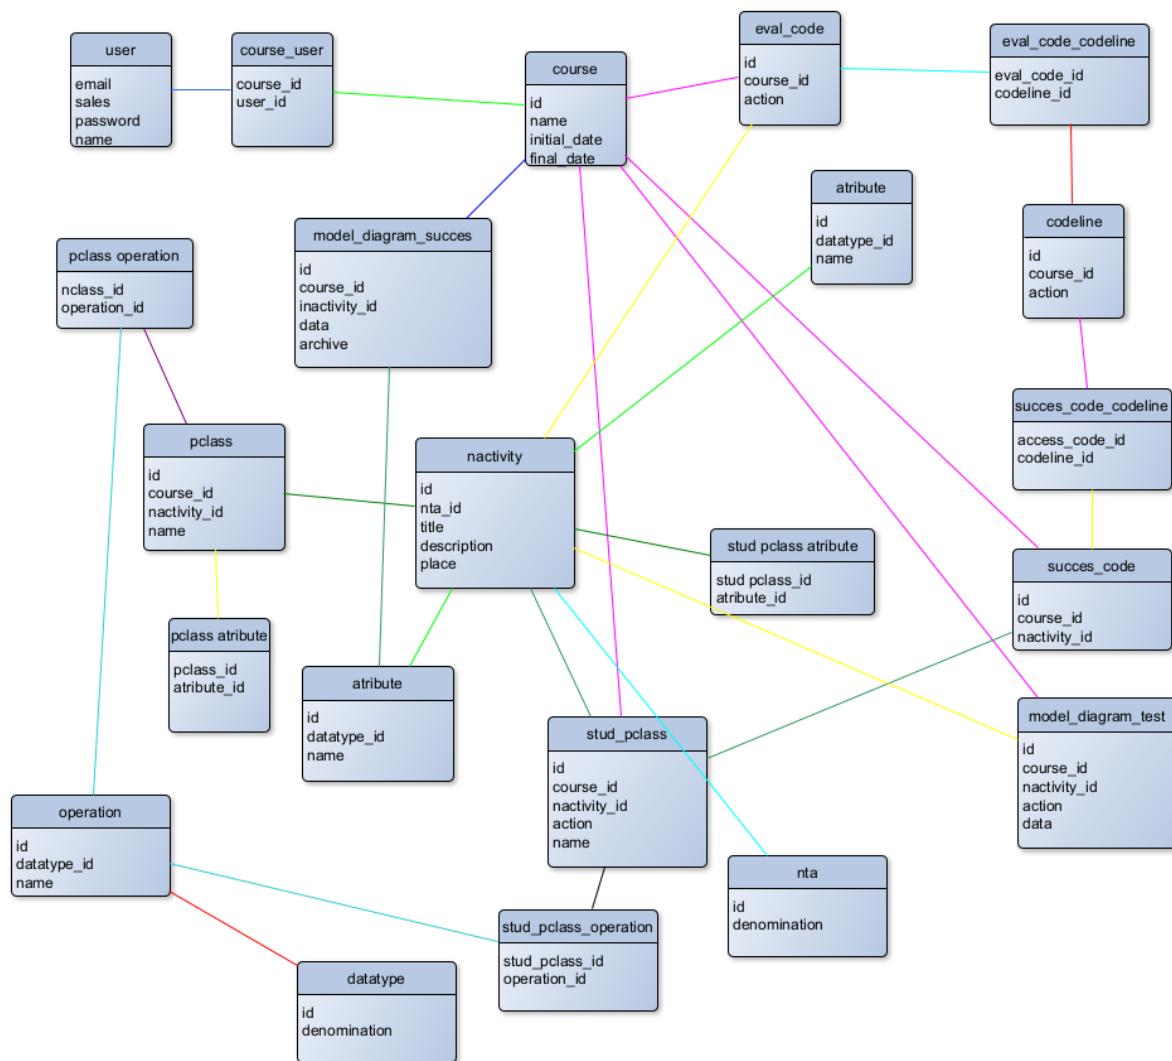 user
email
sales
password
name
course_user
course_id
user_id
course
id
name
initial_date
final_date
eval_code
id
course_id
action
eval_code_codeline
eval_code_id
codeline_id
atribute
id
datatype_id
name
codeline
id
course_id
action
model_diagram_succes
id
course_id
inactivity_id
data
archive
pclass operation
nclass_id
operation_id
succes_code_codeline
access_code_id
codeline_id
pclass
id
course_id
nactivity_id
name
nactivity
id
nta_id
title
description
place
stud pclass atribute
stud pclass_id
atribute_id
succes_code
id
course_id
nactivity_id
pclass atribute
pclass_id
atribute_id
atribute
id
datatype_id
name
stud_pclass
id
course_id
nactivity_id
action
name
model_diagram_test
id
course_id
nactivity_id
action
data
operation
id
datatype_id
name
nta
id
denomination
stud_pclass_operation
stud_pclass_id
operation_id
datatype
id
denomination